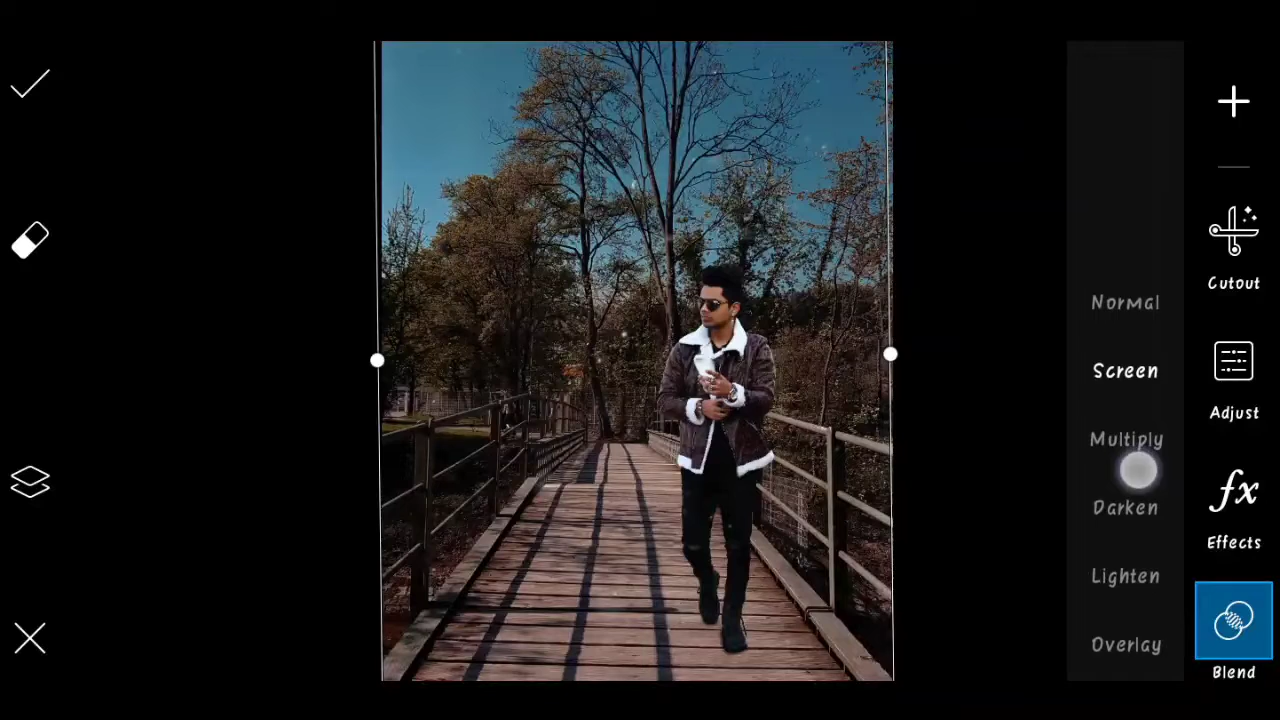 Normal
Screen
Multiply
Darken
Lighten
Overlay
Cutout
Adjust
fx
Effects
Blend